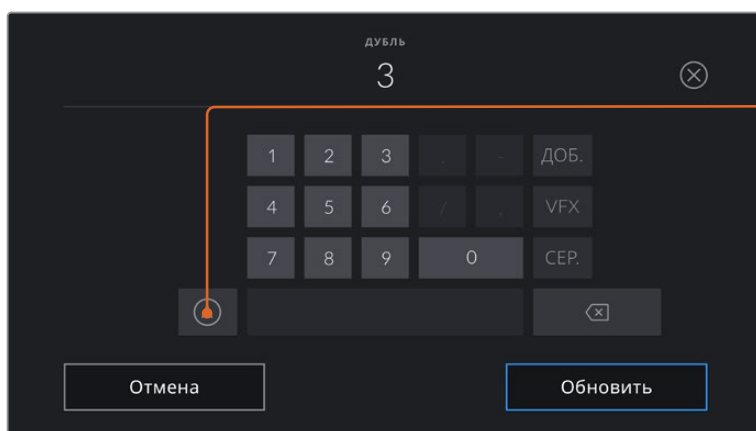 ДУБЛЬ
3
1 2 3 . - ДОБ.
4 5 6 / , VFX
7 8 9 0 СЕР.
Отмена Обновить